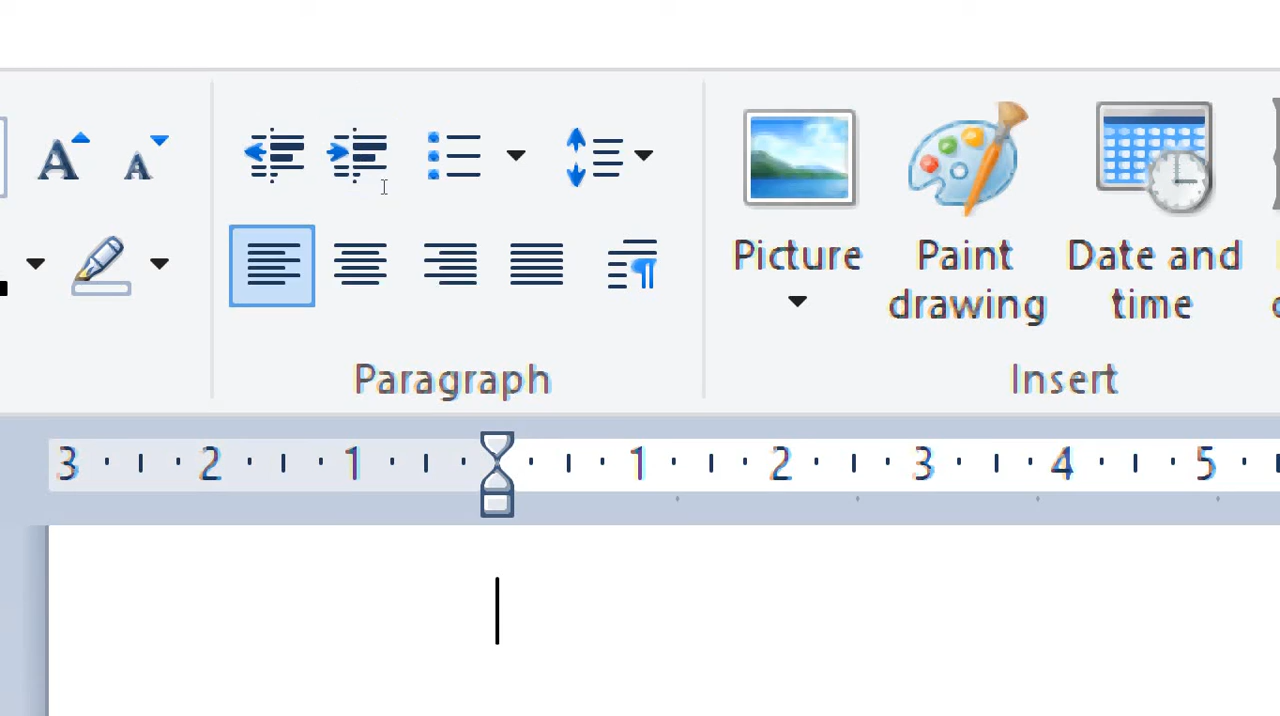 A A
Picture
Paint
drawing
Date and
time
Paragraph
Insert
3 2 1 1 2 3 4 5